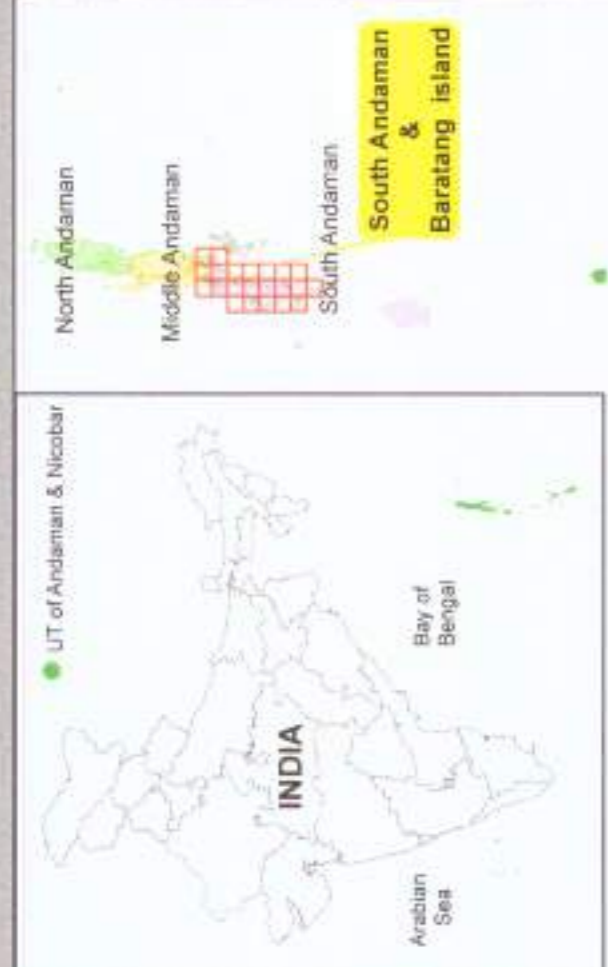 UT of Andaman & Nicobar
INDIA
Arabian
Sea
Bay of
Bengal
North Andaman
Middle Andaman
South Andaman
South Andaman
&
Baratang island